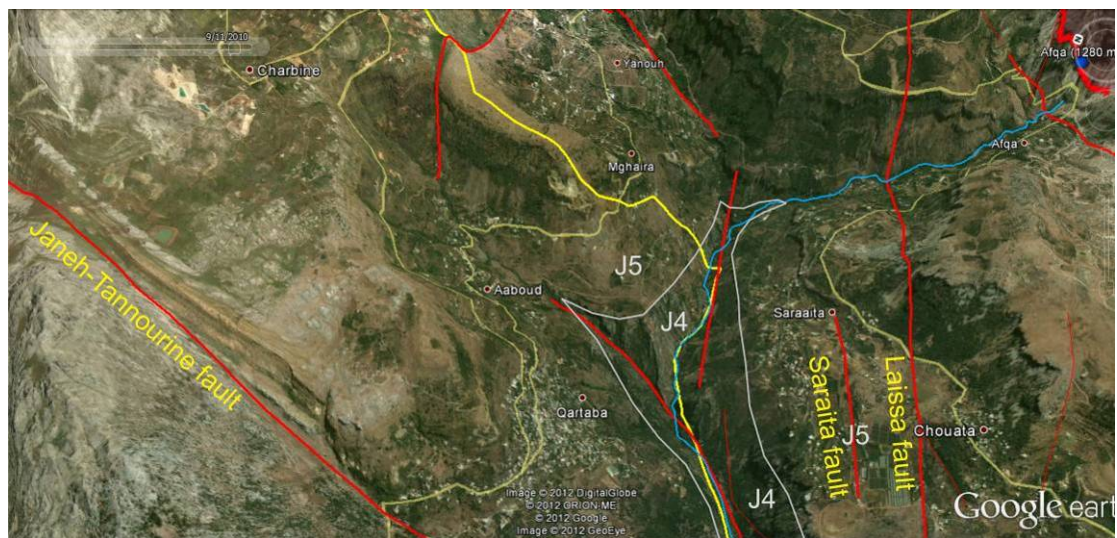 9/11/2010
Charbine
Yanouh
Afqa (1280 m
Mghaira
Afqa
J5
Janeh-Tannourine fault
Aaboud
J4
Saraaita
Qartaba
Saraita fault
Laissa fault
J5
Chouata
J4
Image © 2012 DigitalGlobe
© 2012 ORION-ME
© 2012 Google
Image © 2012 GeoEye
Google eart